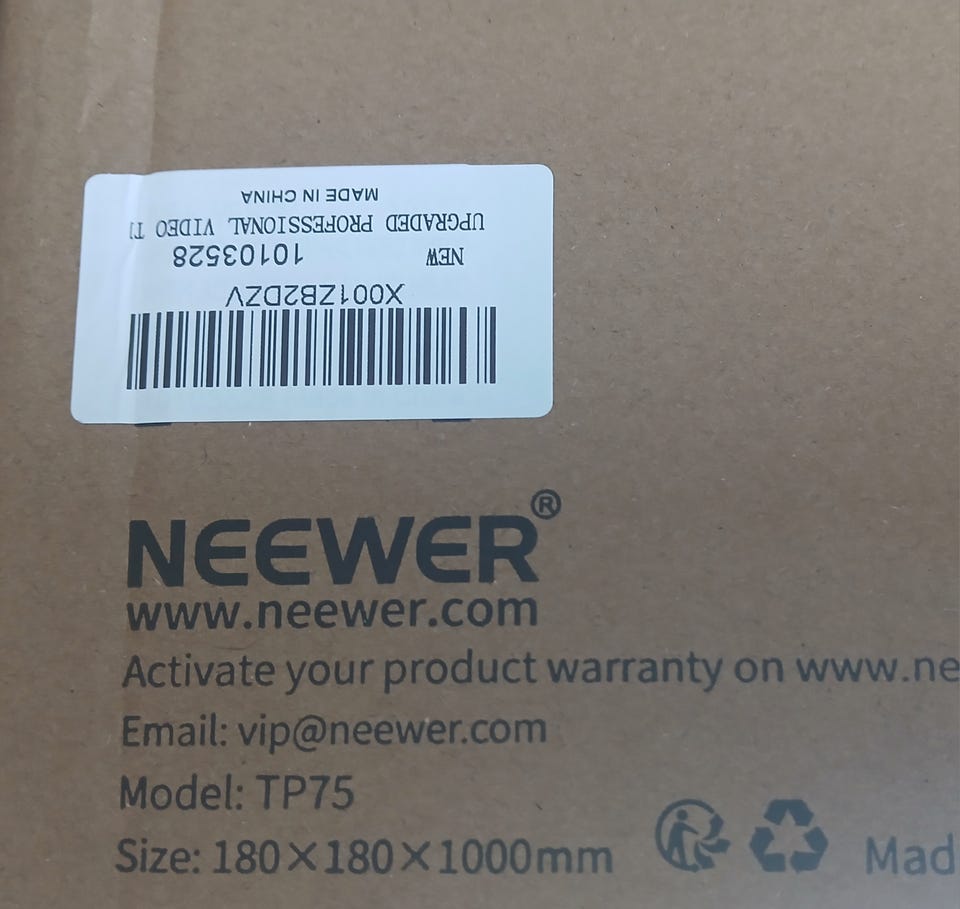 X001ZB2DZV
NEW 10103528
UPGRADED PROFESSIONAL VIDEO
MADE IN CHINA
NEEWER®
www.neewer.com
Activate your product warranty on www.ne
Email: vip@neewer.com
Model: TP75
Size: 180×180×1000mm Mad